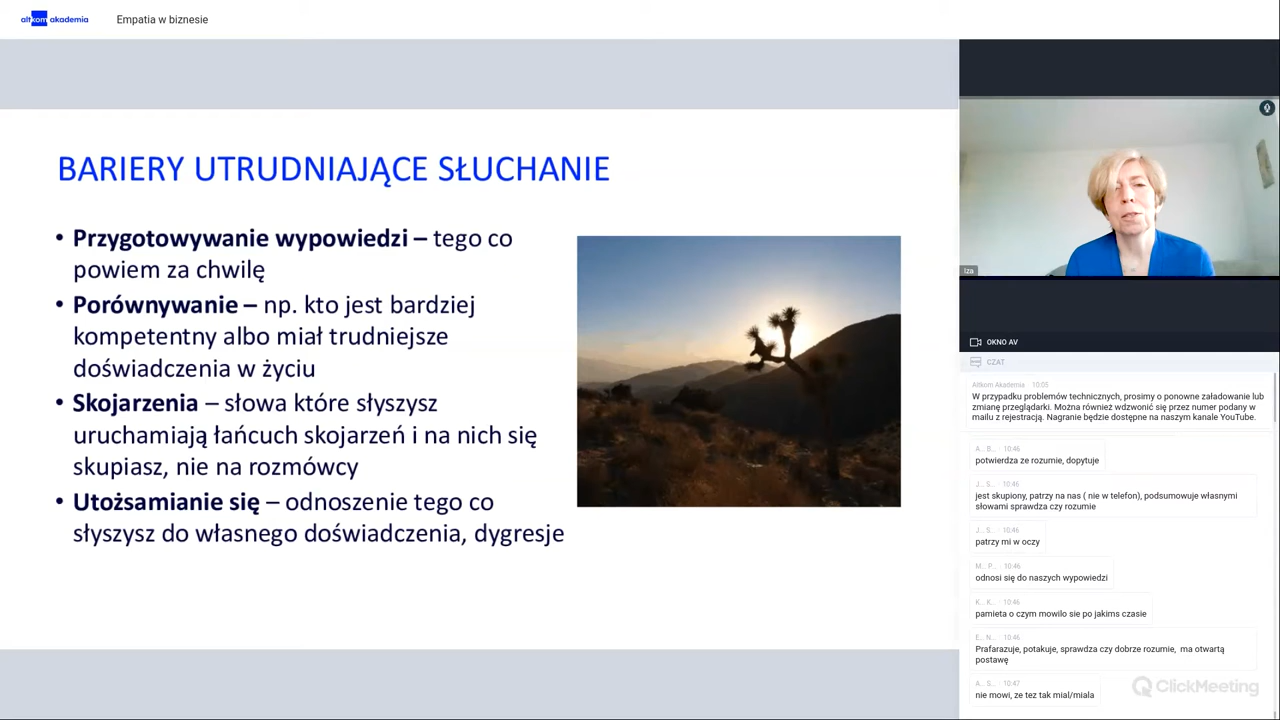 altkom akademia
Empatia w biznesie
BARIERY UTRUDNIAJĄCE SŁUCHANIE
• Przygotowywanie wypowiedzi – tego co
powiem za chwilę
• Porównywanie – np. kto jest bardziej
kompetentny albo miał trudniejsze
doświadczenia w życiu
• Skojarzenia – słowa które słyszysz
uruchamiają łańcuch skojarzeń i na nich się
skupiasz, nie na rozmówcy
• Utożsamianie się – odnoszenie tego co
słyszysz do własnego doświadczenia, dygresje
Iza
OKNO AV
CZAT
Altkom Akademia · 10:05
W przypadku problemów technicznych, prosimy o ponowne załadowanie lub
zmianę przeglądarki. Można również wdzwonić się przez numer podany w
mailu z rejestracją. Nagranie będzie dostępne na naszym kanale YouTube.
A... B... · 10:46
potwierdza ze rozumie, dopytuje
J... S... · 10:46
jest skupiony, patrzy na nas ( nie w telefon), podsumowuje własnymi
słowami sprawdza czy rozumie
J... S... · 10:46
patrzy mi w oczy
M... P... · 10:46
odnosi się do naszych wypowiedzi
K... K... · 10:46
pamieta o czym mowilo sie po jakims czasie
E... N... · 10:46
Prafarazuje, potakuje, sprawdza czy dobrze rozumie, ma otwartą
postawę
A... S... · 10:47
nie mowi, ze tez tak mial/miala
ClickMeeting